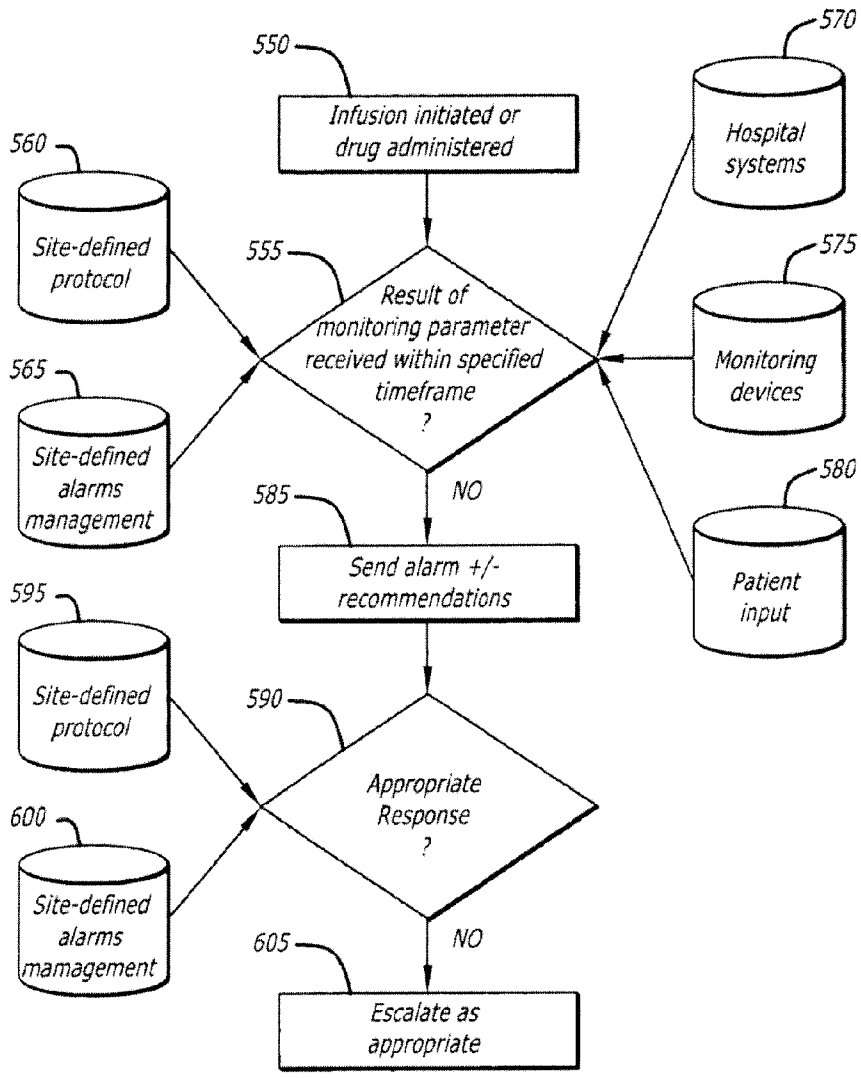 550
Infusion initiated or
drug administered
570
Hospital
systems
560
Site-defined
protocol
555
Result of
monitoring parameter
received within specified
timeframe
?
575
Monitoring
devices
565
Site-defined
alarms
management
NO
580
Patient
input
585
Send alarm +/-
recommendations
595
Site-defined
protocol
590
Appropriate
Response
?
600
Site-defined
alarms
mamagement
NO
605
Escalate as
appropriate